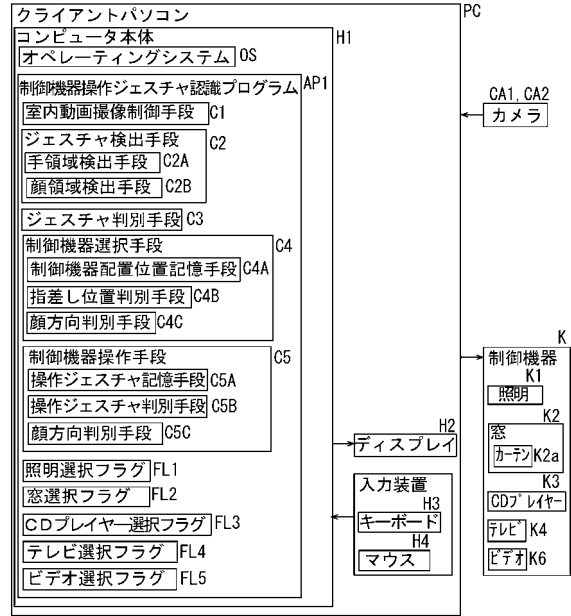 クライアントパソコン PC
コンピュータ本体 H1
オペレーティングシステム OS
制御機器操作ジェスチャ認識プログラム AP1
室内動画撮像制御手段 C1
ジェスチャ検出手段 C2
手領域検出手段 C2A
顔領域検出手段 C2B
ジェスチャ判別手段 C3
制御機器選択手段 C4
制御機器配置位置記憶手段 C4A
指差し位置判別手段 C4B
顔方向判別手段 C4C
制御機器操作手段 C5
操作ジェスチャ記憶手段 C5A
操作ジェスチャ判別手段 C5B
顔方向判別手段 C5C
照明選択フラグ FL1
窓選択フラグ FL2
CDプレイヤー選択フラグ FL3
テレビ選択フラグ FL4
ビデオ選択フラグ FL5
H2
ディスプレイ
入力装置
H3
キーボード
H4
マウス
CA1, CA2
カメラ
K
制御機器
K1
照明
K2
窓
カーテン K2a
K3
CDプレイヤー
テレビ K4
ビデオ K6